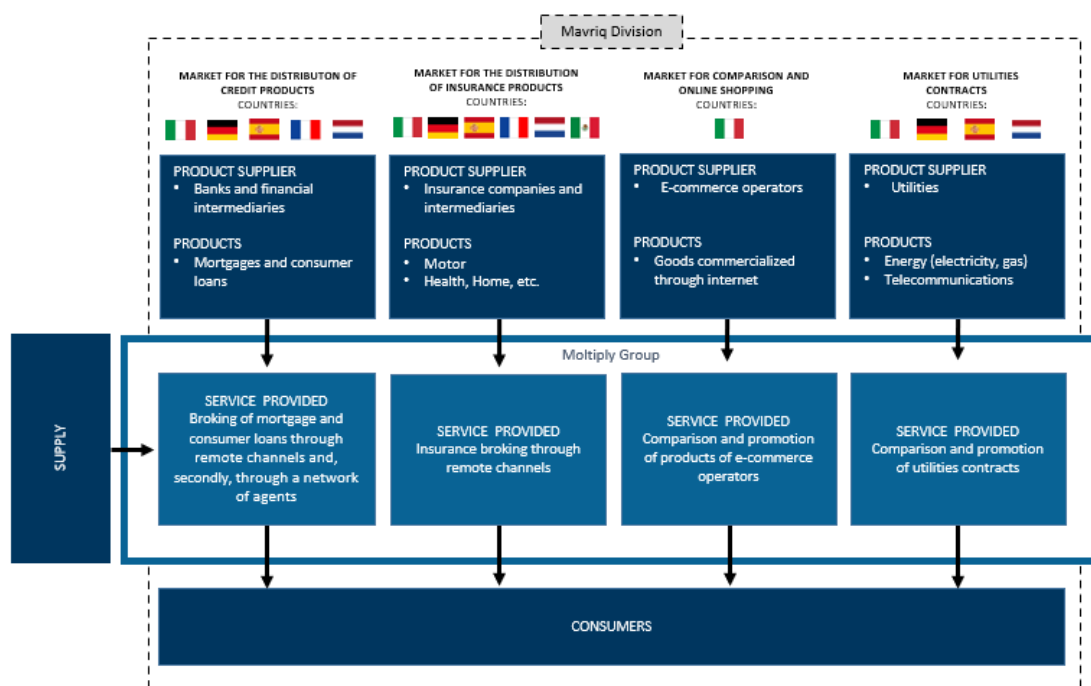 Mavriq Division
MARKET FOR THE DISTRIBUTON OF
CREDIT PRODUCTS
COUNTRIES:
MARKET FOR THE DISTRIBUTION
OF INSURANCE PRODUCTS
COUNTRIES:
MARKET FOR COMPARISON AND
ONLINE SHOPPING
COUNTRIES:
MARKET FOR UTILITIES
CONTRACTS
COUNTRIES:
PRODUCT SUPPLIER
• Banks and financial
intermediaries
PRODUCTS
• Mortgages and consumer
loans
PRODUCT SUPPLIER
• Insurance companies and
intermediaries
PRODUCTS
• Motor
• Health, Home, etc.
PRODUCT SUPPLIER
• E-commerce operators
PRODUCTS
• Goods commercialized
through internet
PRODUCT SUPPLIER
• Utilities
PRODUCTS
• Energy (electricity, gas)
• Telecommunications
SUPPLY
Moltiply Group
SERVICE PROVIDED
Broking of mortgage and
consumer loans through
remote channels and,
secondly, through a network
of agents
SERVICE PROVIDED
Insurance broking through
remote channels
SERVICE PROVIDED
Comparison and promotion
of products of e-commerce
operators
SERVICE PROVIDED
Comparison and promotion
of utilities contracts
CONSUMERS